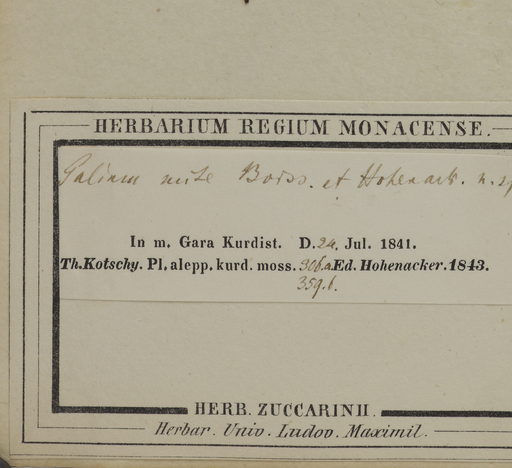 HERBARIUM REGIUM MONACENSE.
Galium mite Boiss. et Hohenack. n. sp
In m. Gara Kurdist. D. 24. Jul. 1841.
Th. Kotschy. Pl. alepp. kurd. moss. 306.a Ed. Hohenacker. 1843.
359.b.
HERB. ZUCCARINII.
Herbar. Univ. Ludov. Maximil.